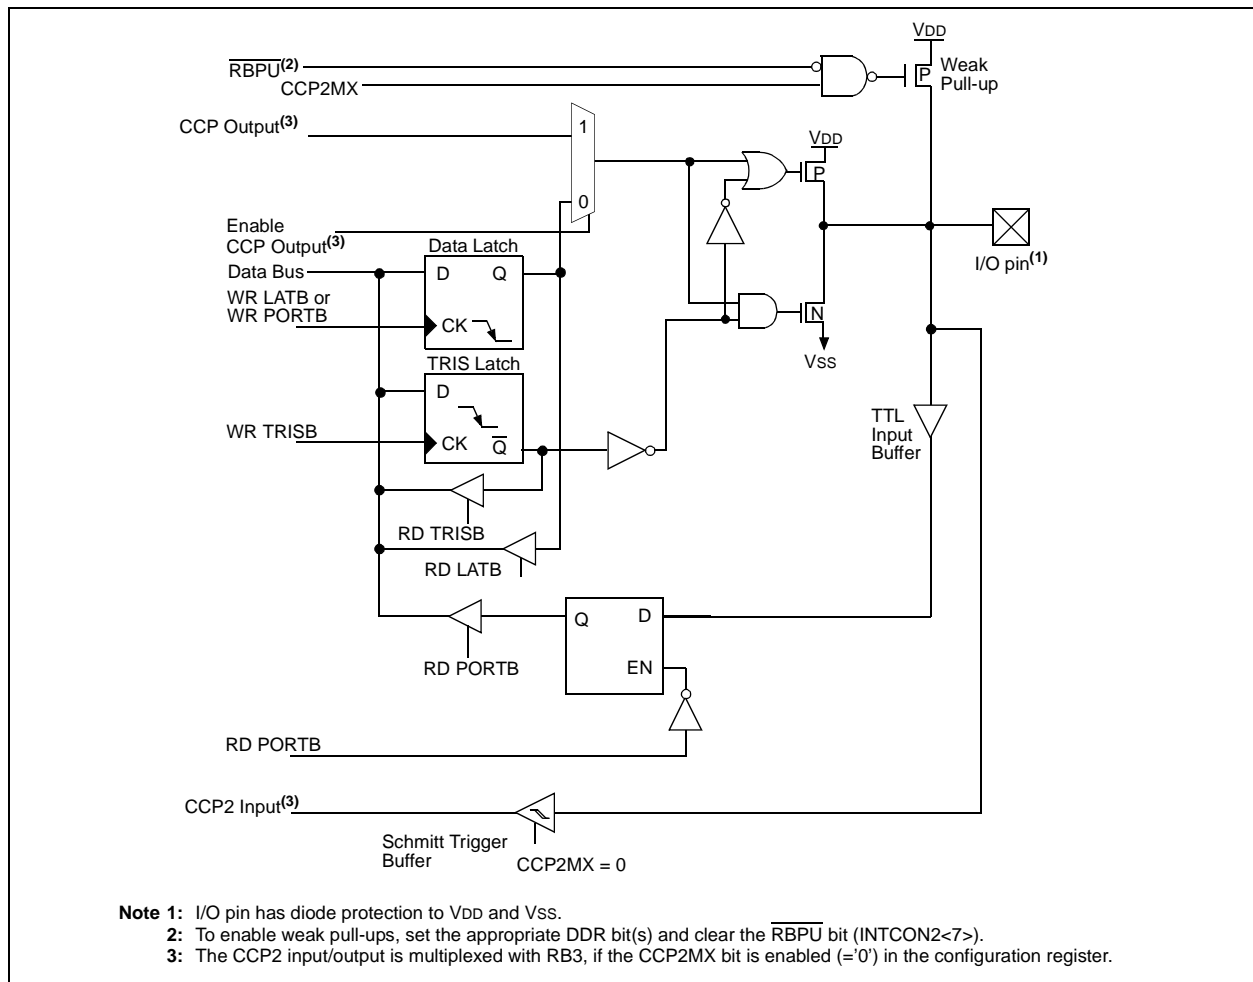 VDD
RBPU(2)
CCP2MX
P
Weak
Pull-up
CCP Output(3)
1
VDD
P
0
Enable
CCP Output(3)
I/O pin(1)
Data Latch
Data Bus
D Q
WR LATB or
WR PORTB
CK
N
VSS
TRIS Latch
D
TTL
Input
Buffer
WR TRISB
CK Q
RD TRISB
RD LATB
Q D
EN
RD PORTB
RD PORTB
CCP2 Input(3)
Schmitt Trigger
Buffer
CCP2MX = 0
Note 1: I/O pin has diode protection to VDD and VSS.
2: To enable weak pull-ups, set the appropriate DDR bit(s) and clear the RBPU bit (INTCON2<7>).
3: The CCP2 input/output is multiplexed with RB3, if the CCP2MX bit is enabled (='0') in the configuration register.